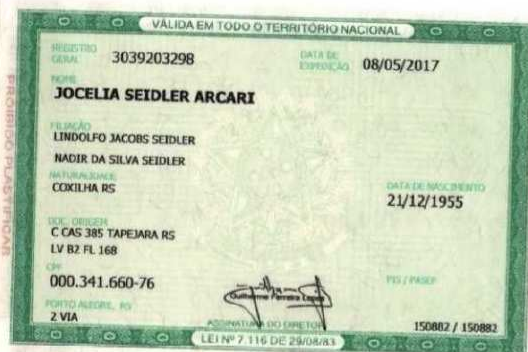 VÁLIDA EM TODO O TERRITÓRIO NACIONAL
REGISTRO GERAL 3039203298 DATA DE EXPEDIÇÃO 08/05/2017
NOME
JOCELIA SEIDLER ARCARI
FILIAÇÃO
LINDOLFO JACOBS SEIDLER
NADIR DA SILVA SEIDLER
NATURALIDADE
COXILHA RS
DATA DE NASCIMENTO
21/12/1955
DOC. ORIGEM
C CAS 385 TAPEJARA RS
LV B2 FL 168
CPF
000.341.660-76
PIS / PASEP
PORTO ALEGRE, RS
2 VIA
Guilherme Ferreira Lopes
ASSINATURA DO DIRETOR
150882 / 150882
LEI Nº 7.116 DE 29/08/83
PROIBIDO PLASTIFICAR